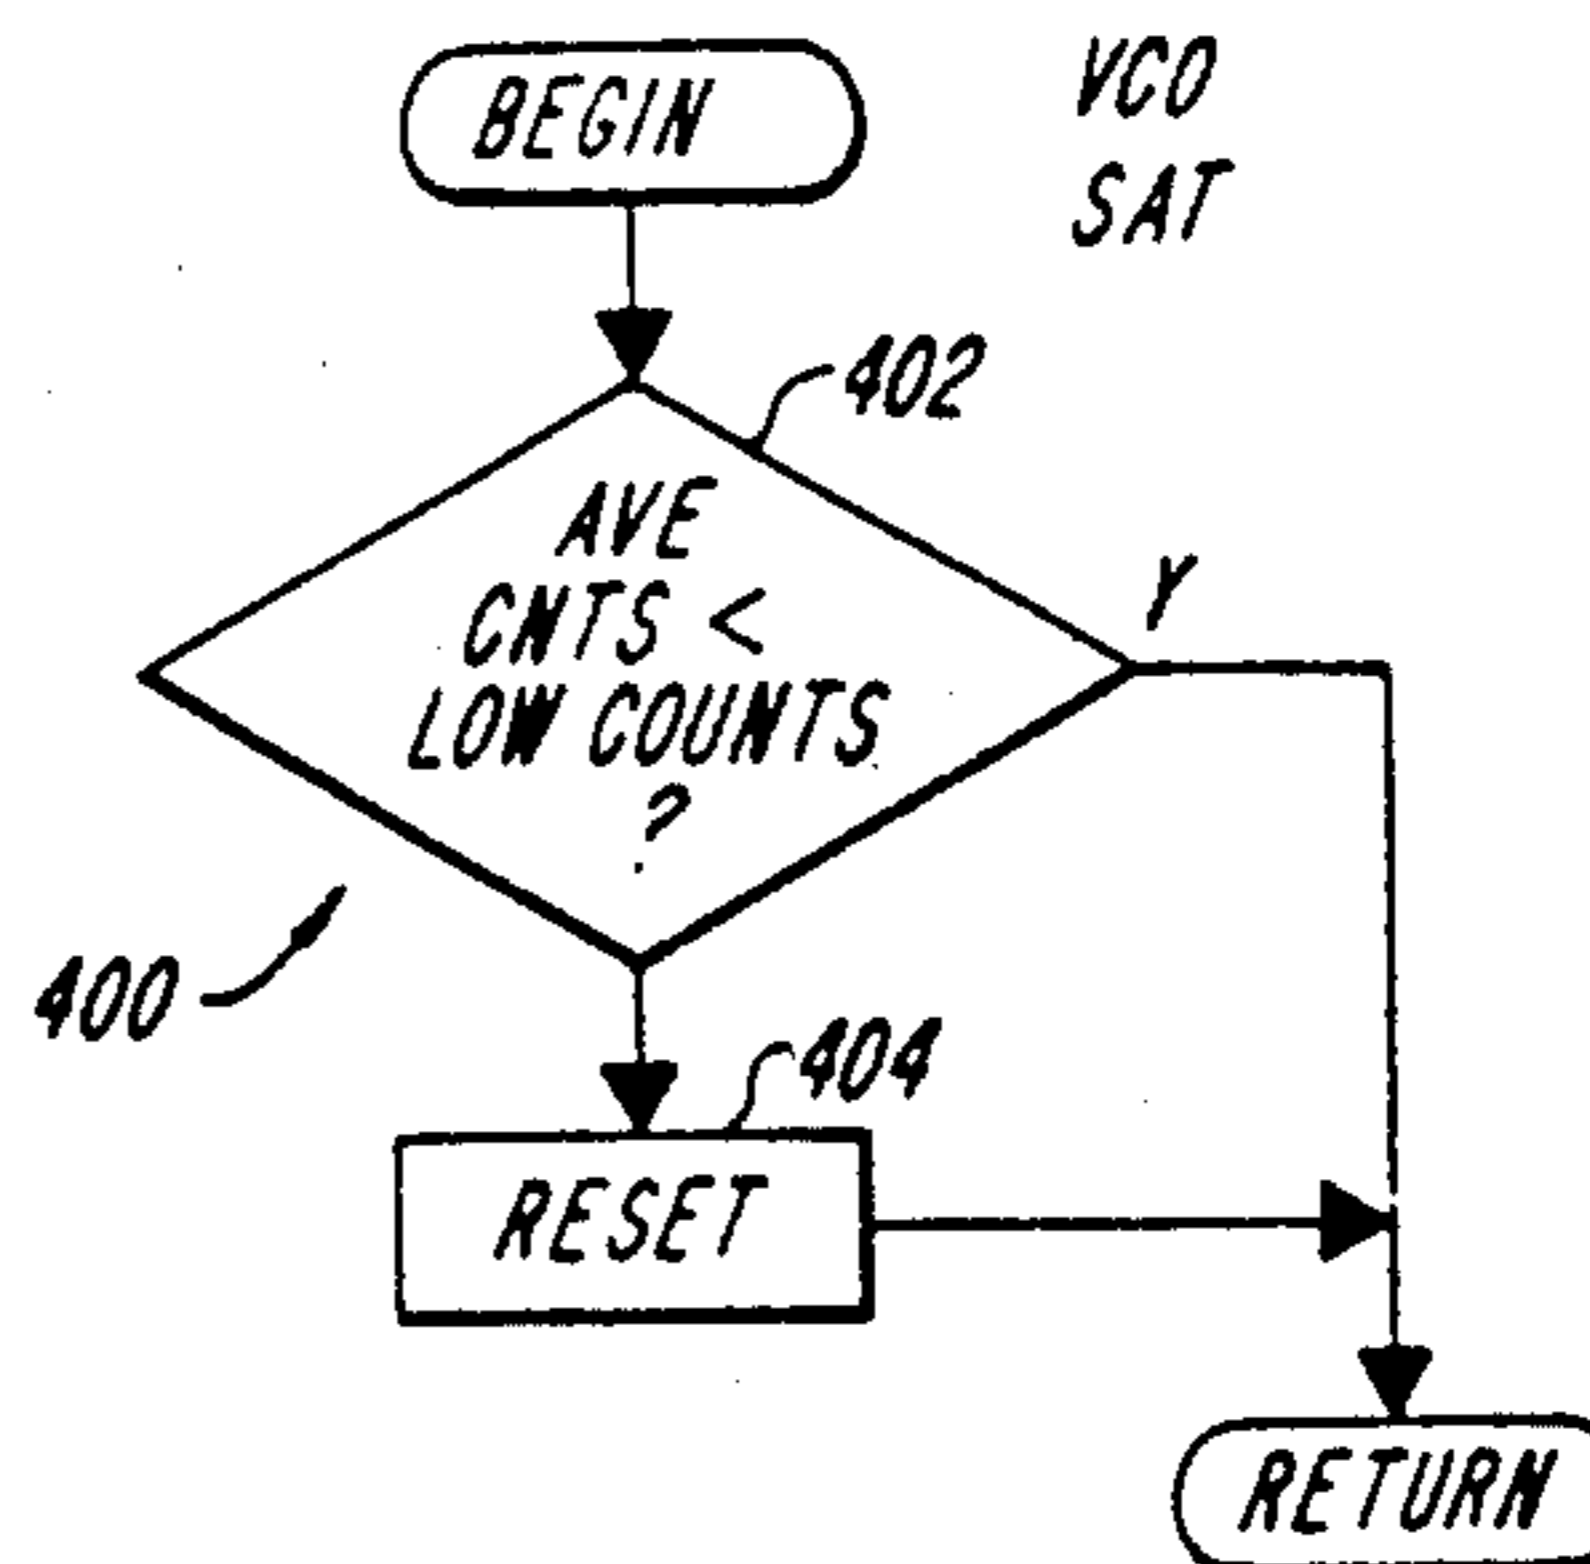 BEGIN
VCO
SAT
402
AVE
CNTS <
LOW COUNTS
?
Y
400
404
RESET
RETURN